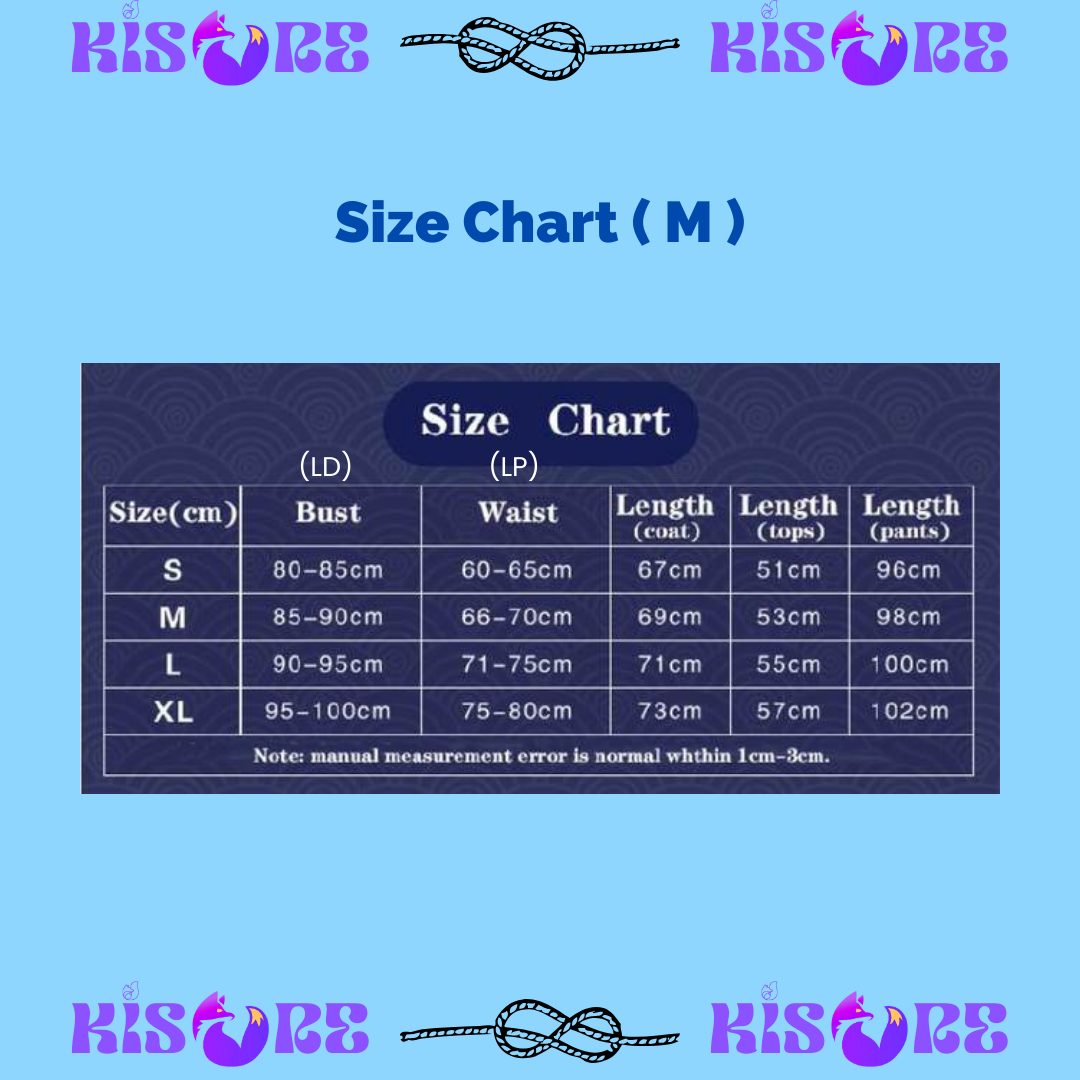 KiSORE KiSORE
Size Chart ( M )
Size Chart
(LD) (LP)
Size(cm) Bust Waist Length (coat) Length (tops) Length (pants)
S 80-85cm 60-65cm 67cm 51cm 96cm
M 85-90cm 66-70cm 69cm 53cm 98cm
L 90-95cm 71-75cm 71cm 55cm 100cm
XL 95-100cm 75-80cm 73cm 57cm 102cm
Note: manual measurement error is normal whthin 1cm-3cm.
KiSORE KiSORE